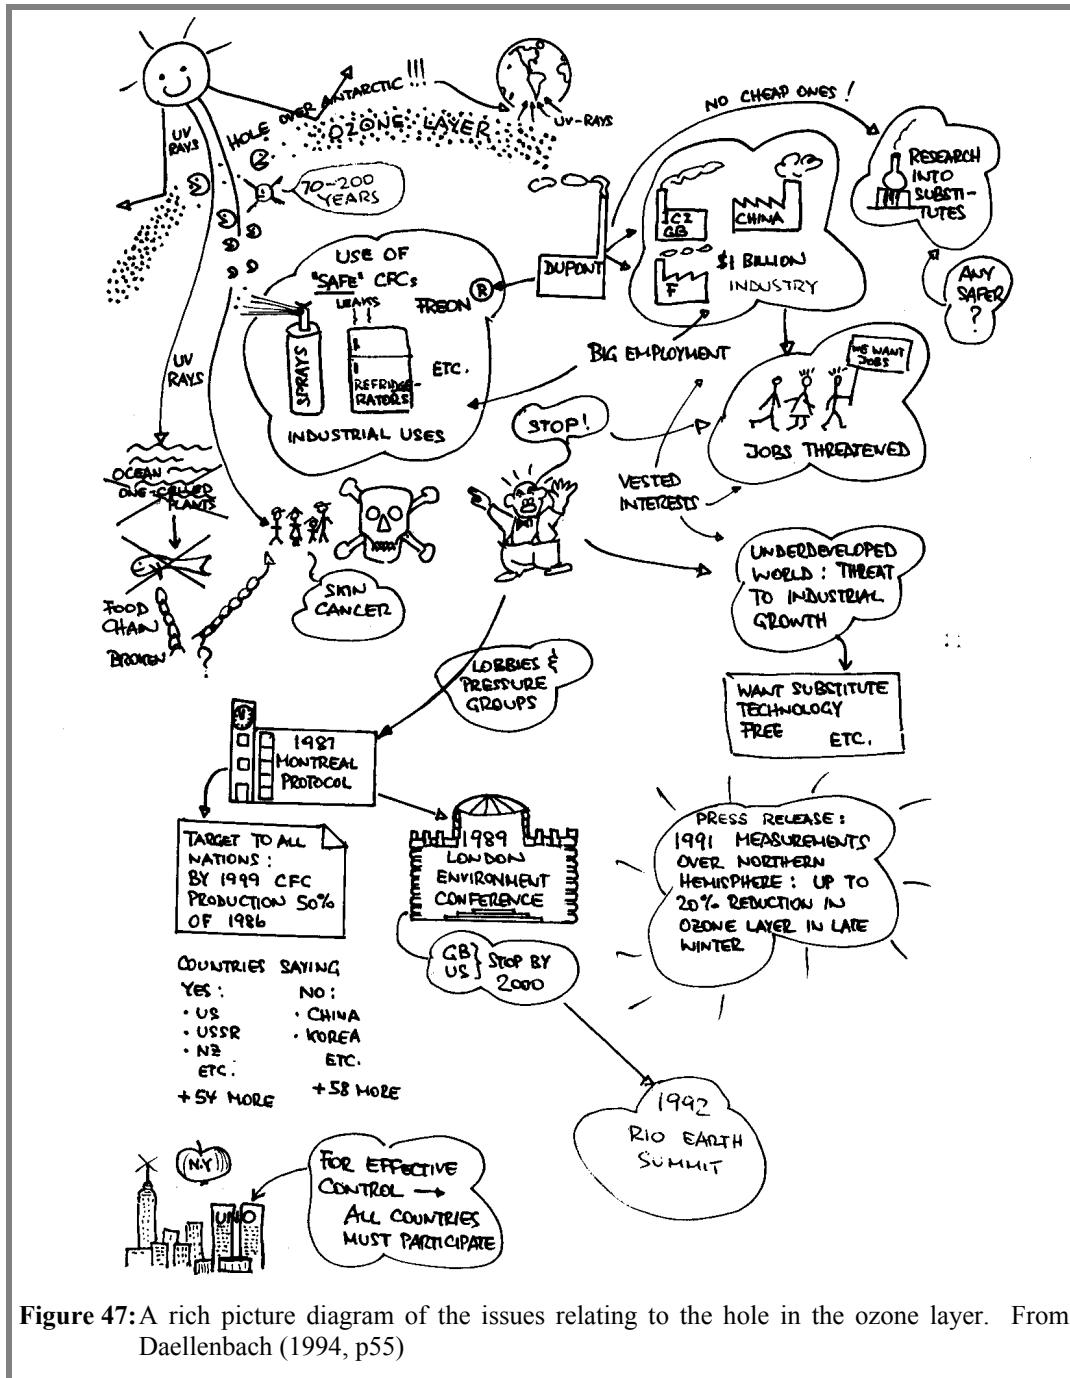 HOLE OVER ANTARCTIC !!!
OZONE LAYER
UV-RAYS
UV
RAYS
70-200
YEARS
NO CHEAP ONES !
RESEARCH
INTO
SUBSTI-
TUTES
ANY
SAFER
?
GB
CHINA
F
$1 BILLION
INDUSTRY
DUPONT
FREON R
USE OF
"SAFE" CFCs
LEAKS
SPRAYS
REFRIDGE-
RATORS
ETC.
INDUSTRIAL USES
BIG EMPLOYMENT
WE WANT
JOBS
JOBS THREATENED
STOP!
VESTED
INTERESTS
UV
RAYS
OCEAN
ONE-CELLED
PLANTS
FOOD
CHAIN
BROKEN
?
SKIN
CANCER
UNDERDEVELOPED
WORLD : THREAT
TO INDUSTRIAL
GROWTH
WANT SUBSTITUTE
TECHNOLOGY
FREE
ETC.
LOBBIES &
PRESSURE
GROUPS
1987
MONTREAL
PROTOCOL
TARGET TO ALL
NATIONS :
BY 1999 CFC
PRODUCTION 50%
OF 1986
1989
LONDON
ENVIRONMENT
CONFERENCE
GB } STOP BY
US } 2000
PRESS RELEASE :
1991 MEASUREMENTS
OVER NORTHERN
HEMISPHERE : UP TO
20% REDUCTION IN
OZONE LAYER IN LATE
WINTER
COUNTRIES SAYING
YES :
· US
· USSR
· NZ
ETC.
+54 MORE
NO :
· CHINA
· KOREA
ETC.
+58 MORE
1992
RIO EARTH
SUMMIT
N.Y
UNO
FOR EFFECTIVE
CONTROL →
ALL COUNTRIES
MUST PARTICIPATE
Figure 47: A rich picture diagram of the issues relating to the hole in the ozone layer. From
Daellenbach (1994, p55)